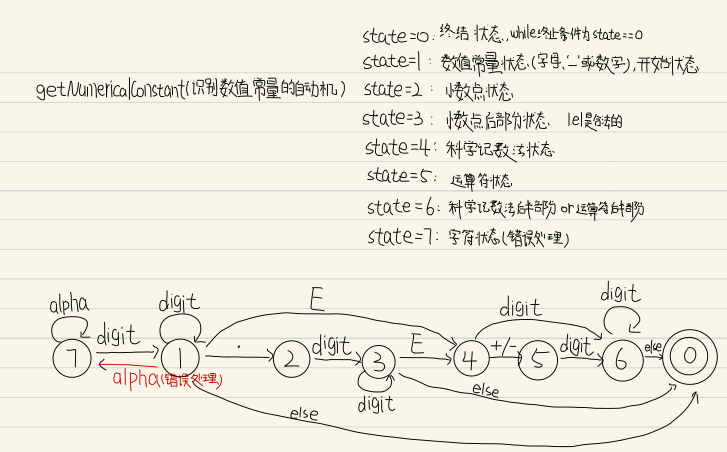 state=0: 终结 状态,while终止条件为state==0
state=1: 数值常量状态(字母,'_'或数字),开始状态
getNumericalConstant(识别数值常量的自动机)
state=2: 小数点状态
state=3: 小数点后部分状态 1e1是合法的
state=4: 科学记数法状态
state=5: 运算符状态
state=6: 科学记数法后半部分 or 运算符后半部分
state=7: 字符状态(错误处理)
E
alpha digit digit digit
digit . digit E +/- digit else
7 1 2 3 4 5 6 0
alpha(错误处理)
digit else
else